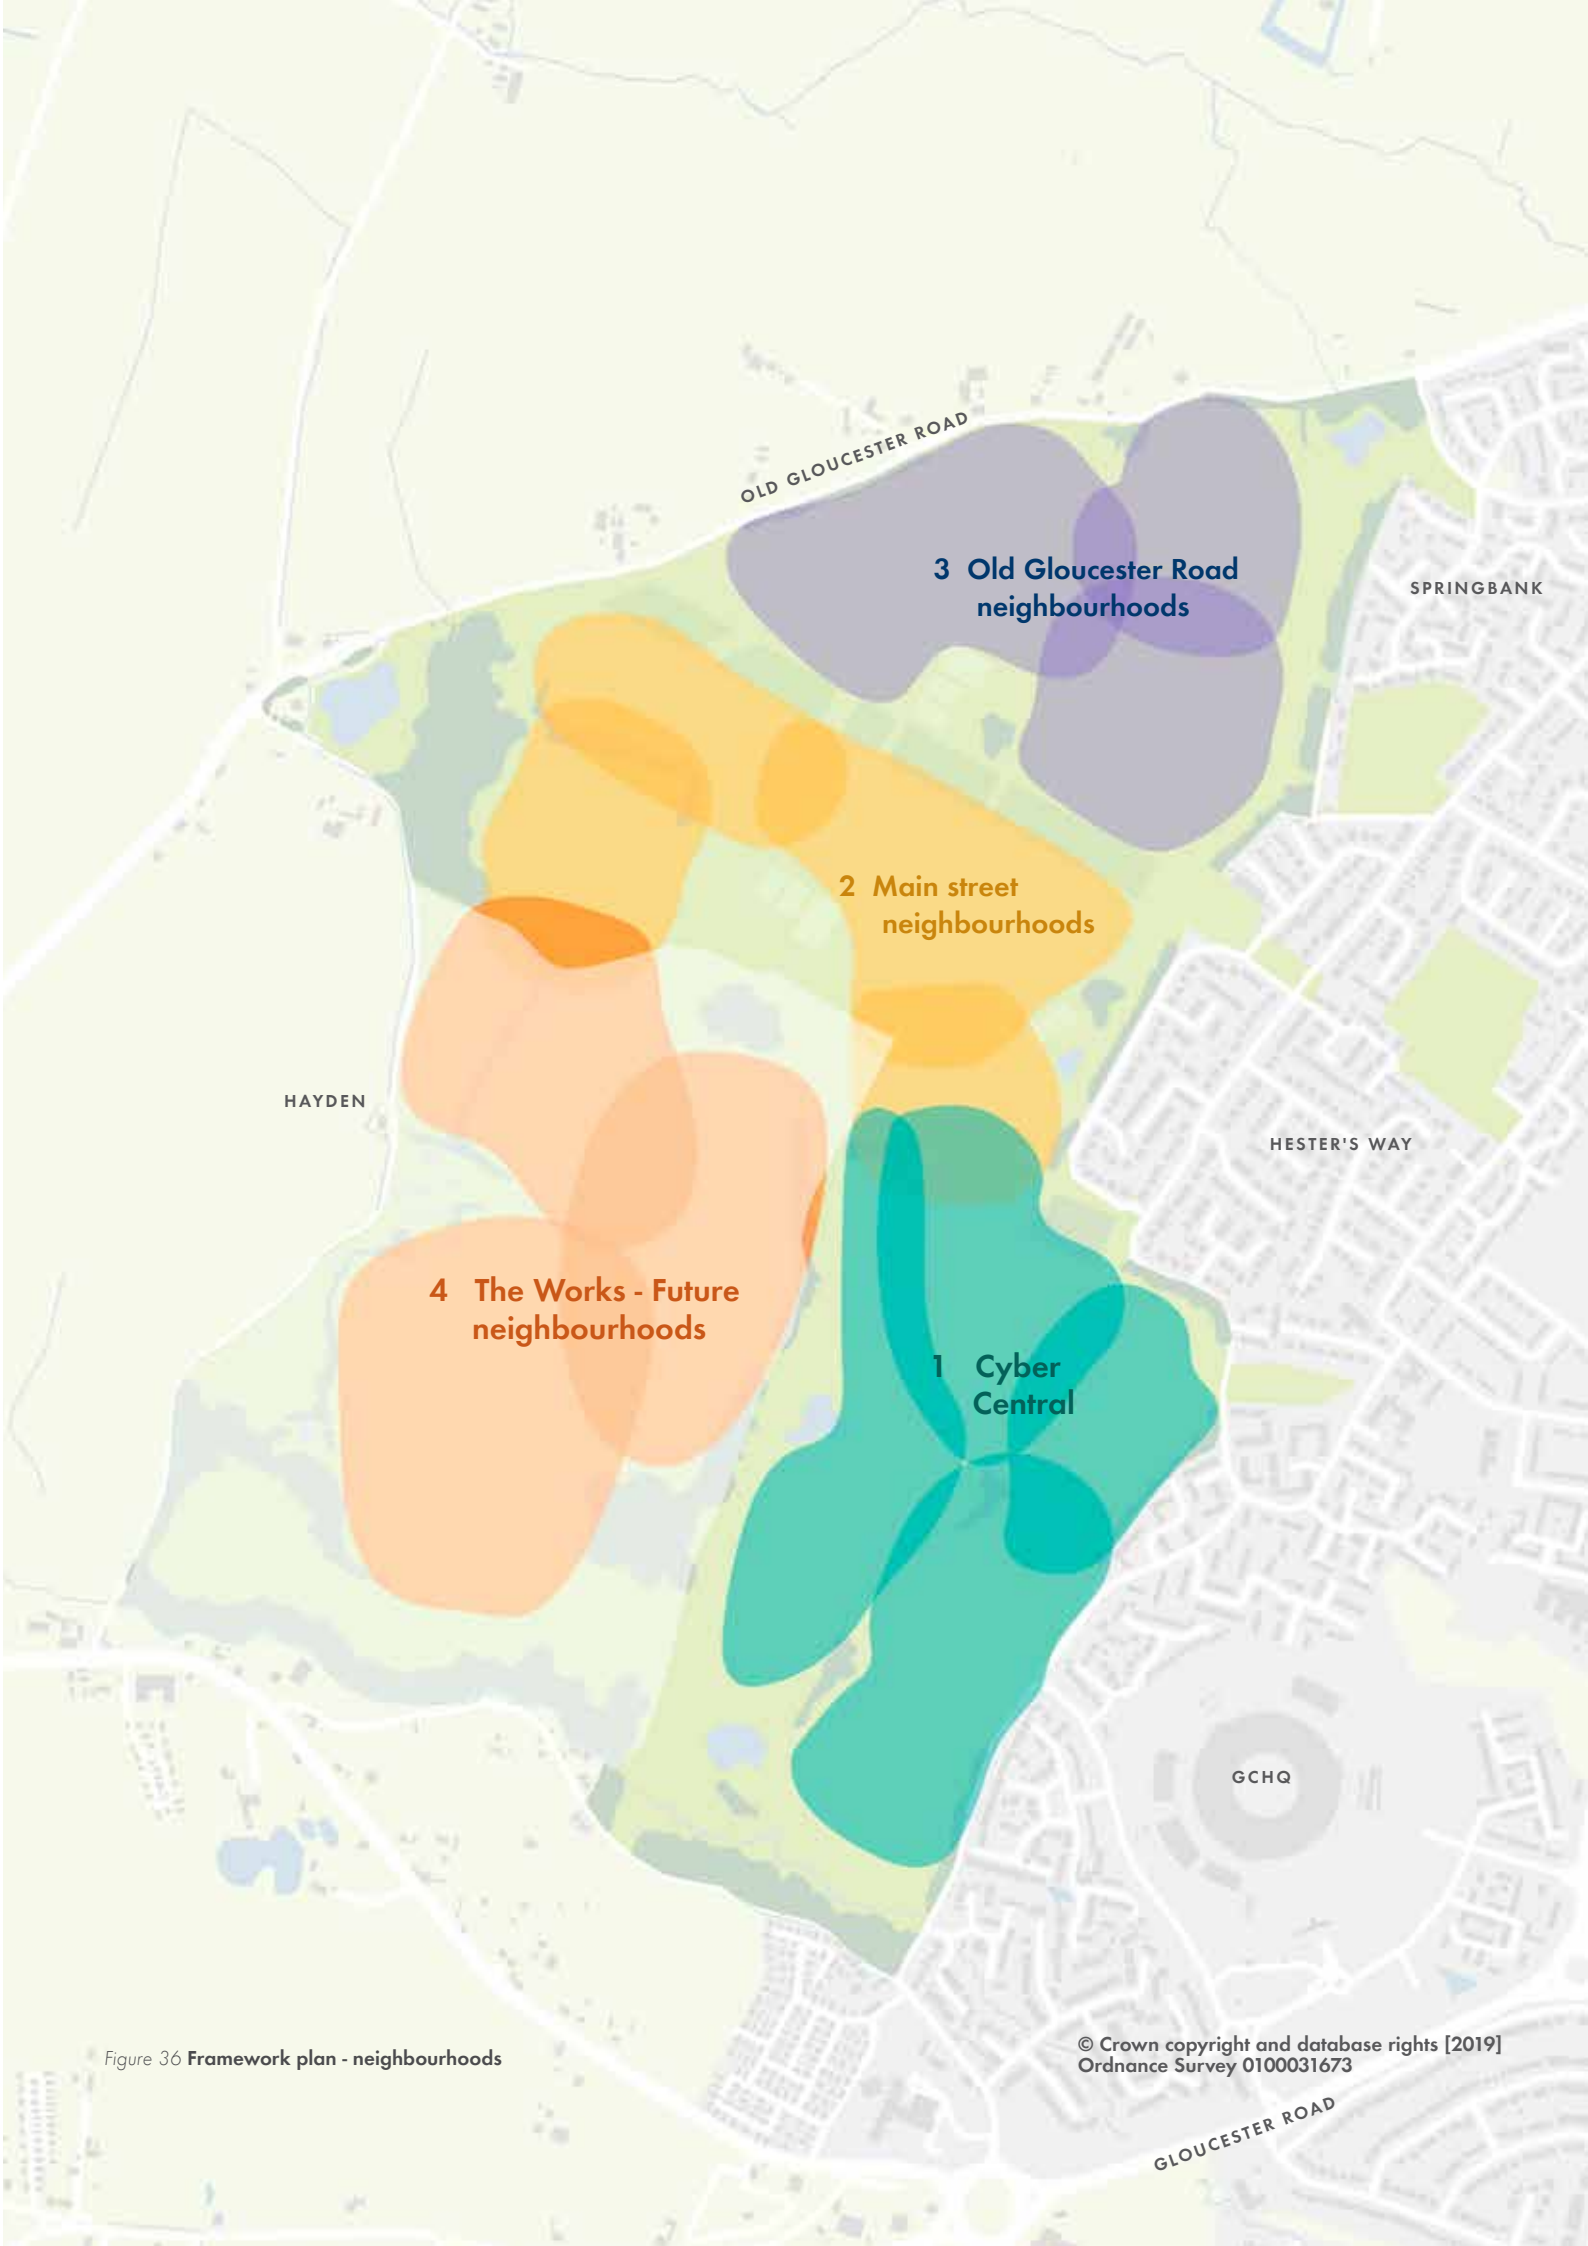 OLD GLOUCESTER ROAD
3 Old Gloucester Road
neighbourhoods
SPRINGBANK
2 Main street
neighbourhoods
HAYDEN
HESTER'S WAY
4 The Works - Future
neighbourhoods
1 Cyber
Central
GCHQ
Figure 36 Framework plan - neighbourhoods
© Crown copyright and database rights [2019]
Ordnance Survey 0100031673
GLOUCESTER ROAD